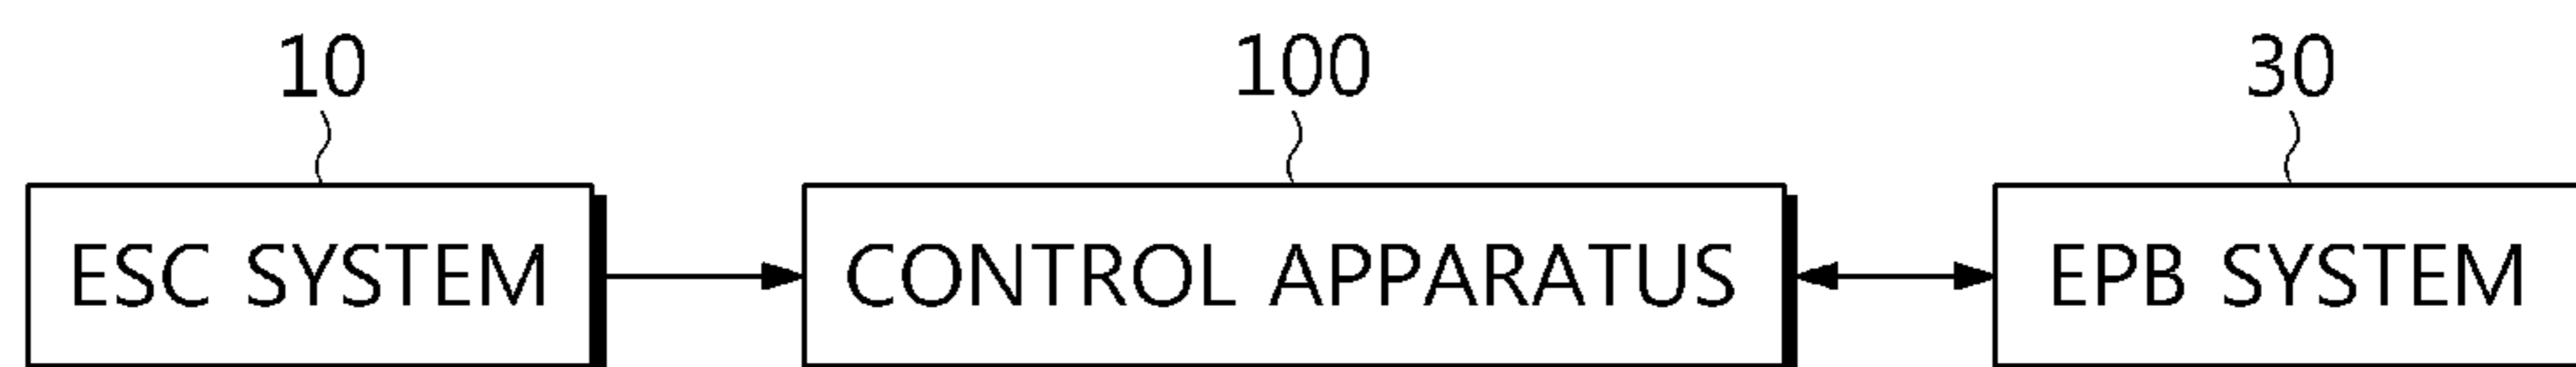 10 100 30
ESC SYSTEM CONTROL APPARATUS EPB SYSTEM